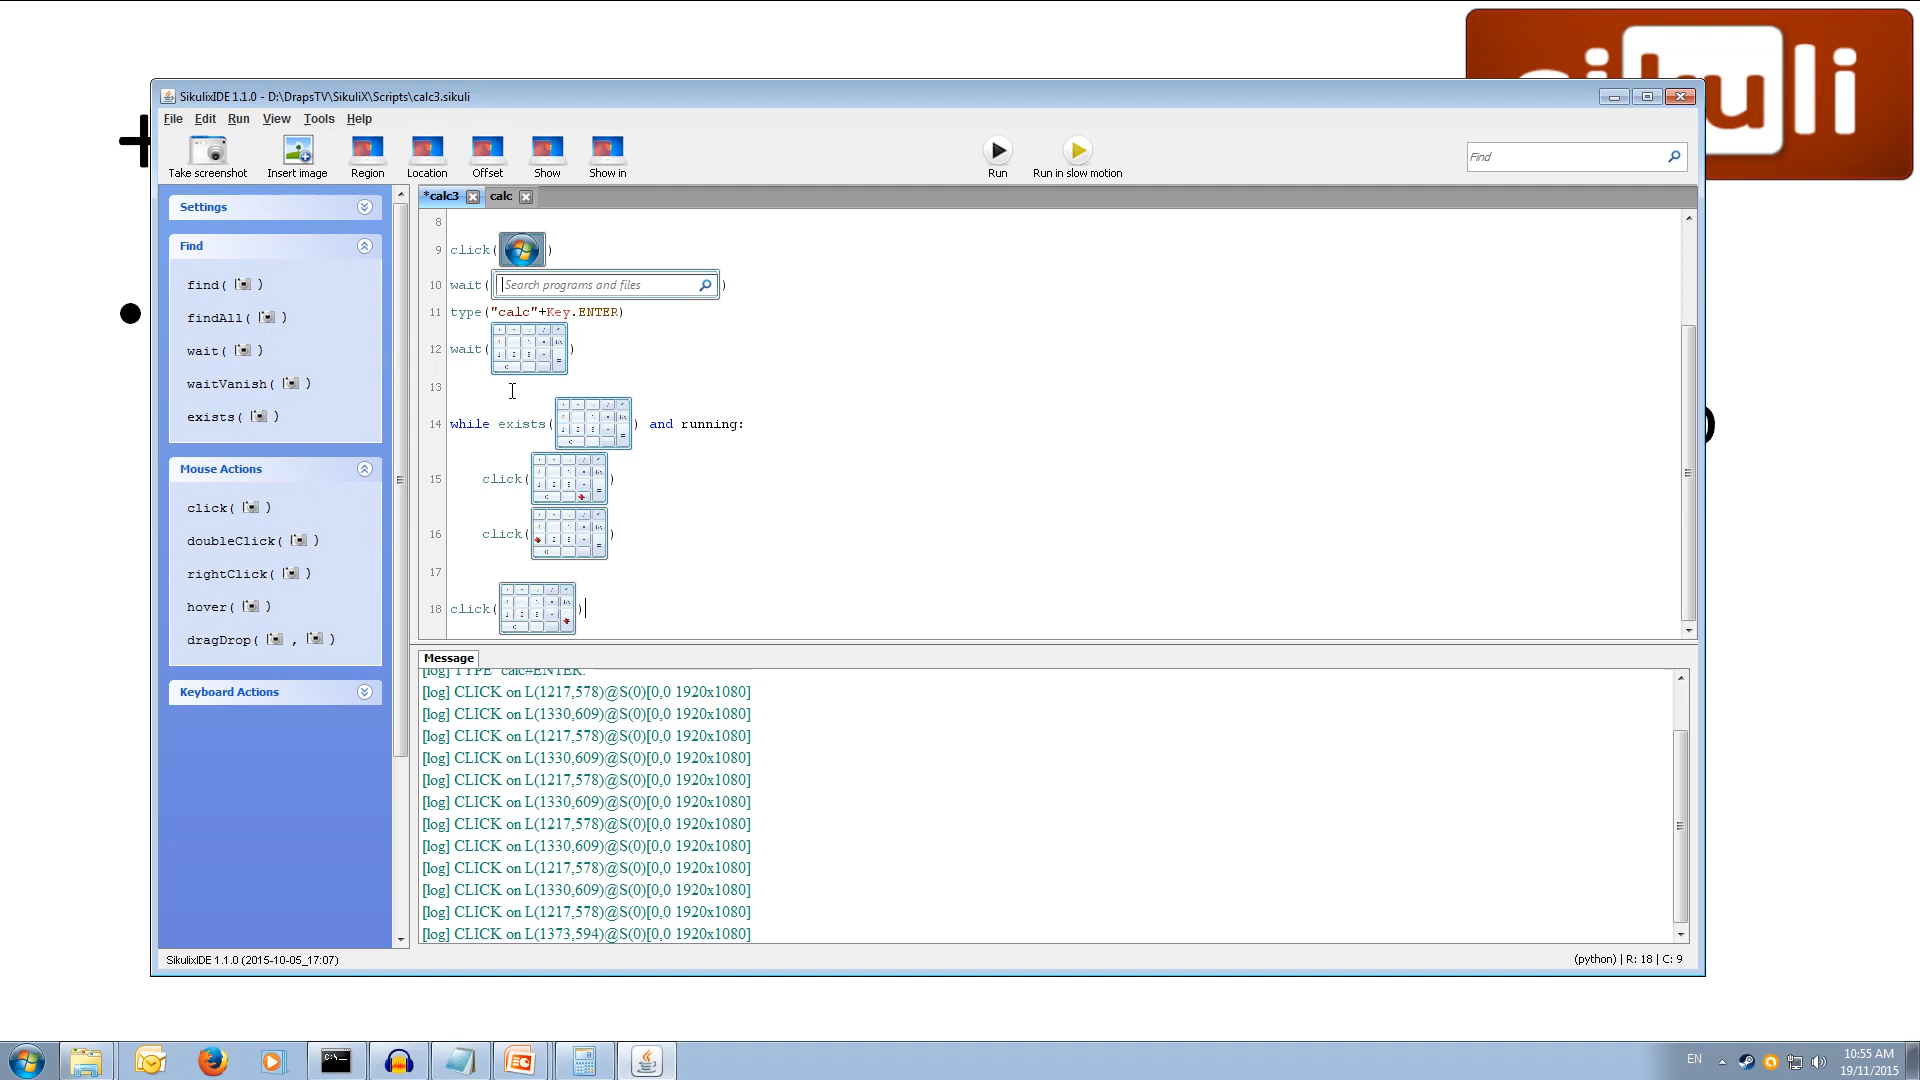 sikuli
SikulixIDE 1.1.0 - D:\DrapsTV\SikuliX\Scripts\calc3.sikuli
File Edit Run View Tools Help
Take screenshot Insert image Region Location Offset Show Show in Run Run in slow motion Find
Settings
Find
find( )
findAll( )
wait( )
waitVanish( )
exists( )
Mouse Actions
click( )
doubleClick( )
rightClick( )
hover( )
dragDrop( , )
Keyboard Actions
*calc3 calc
8
9 click( )
10 wait( Search programs and files )
11 type("calc"+Key.ENTER)
12 wait( )
13
14 while exists( ) and running:
15 click( )
16 click( )
17
18 click( )
Message
[log] TYPE "calc#ENTER."
[log] CLICK on L(1217,578)@S(0)[0,0 1920x1080]
[log] CLICK on L(1330,609)@S(0)[0,0 1920x1080]
[log] CLICK on L(1217,578)@S(0)[0,0 1920x1080]
[log] CLICK on L(1330,609)@S(0)[0,0 1920x1080]
[log] CLICK on L(1217,578)@S(0)[0,0 1920x1080]
[log] CLICK on L(1330,609)@S(0)[0,0 1920x1080]
[log] CLICK on L(1217,578)@S(0)[0,0 1920x1080]
[log] CLICK on L(1330,609)@S(0)[0,0 1920x1080]
[log] CLICK on L(1217,578)@S(0)[0,0 1920x1080]
[log] CLICK on L(1330,609)@S(0)[0,0 1920x1080]
[log] CLICK on L(1217,578)@S(0)[0,0 1920x1080]
[log] CLICK on L(1373,594)@S(0)[0,0 1920x1080]
SikulixIDE 1.1.0 (2015-10-05_17:07)
(python) | R: 18 | C: 9
EN
10:55 AM
19/11/2015